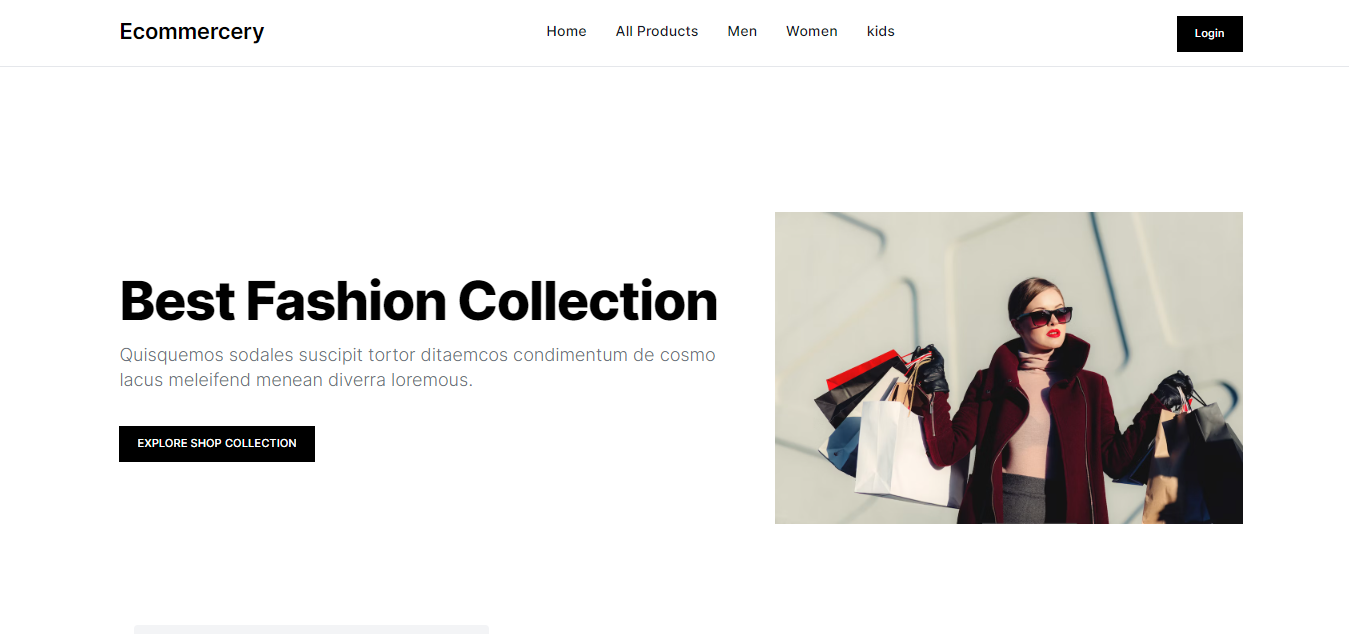 Ecommercery
Home
All Products
Men
Women
kids
Login
Best Fashion Collection
Quisquemos sodales suscipit tortor ditaemcos condimentum de cosmo
lacus meleifend menean diverra loremous.
EXPLORE SHOP COLLECTION